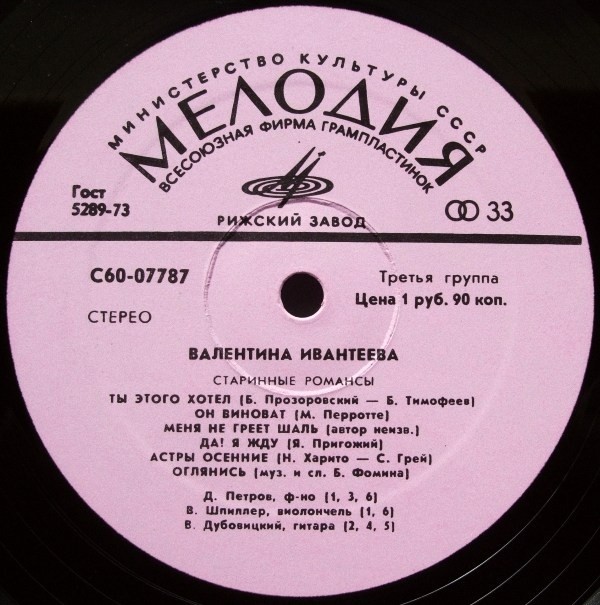 МИНИСТЕРСТВО КУЛЬТУРЫ СССР
МЕЛОДИЯ
ВСЕСОЮЗНАЯ ФИРМА ГРАМПЛАСТИНОК
Гост
5289-73
РИЖСКИЙ ЗАВОД
33
С60-07787
Третья группа
Цена 1 руб. 90 коп.
СТЕРЕО
ВАЛЕНТИНА ИВАНТЕЕВА
СТАРИННЫЕ РОМАНСЫ
ТЫ ЭТОГО ХОТЕЛ (Б. Прозоровский — Б. Тимофеев)
ОН ВИНОВАТ (М. Перротте)
МЕНЯ НЕ ГРЕЕТ ШАЛЬ (автор неизв.)
ДА! Я ЖДУ (Я. Пригожий)
АСТРЫ ОСЕННИЕ (Н. Харито — С. Грей)
ОГЛЯНИСЬ (муз. и сл. Б. Фомина)
Д. Петров, ф-но (1, 3, 6)
В. Шпиллер, виолончель (1, 6)
В. Дубовицкий, гитара (2, 4, 5)